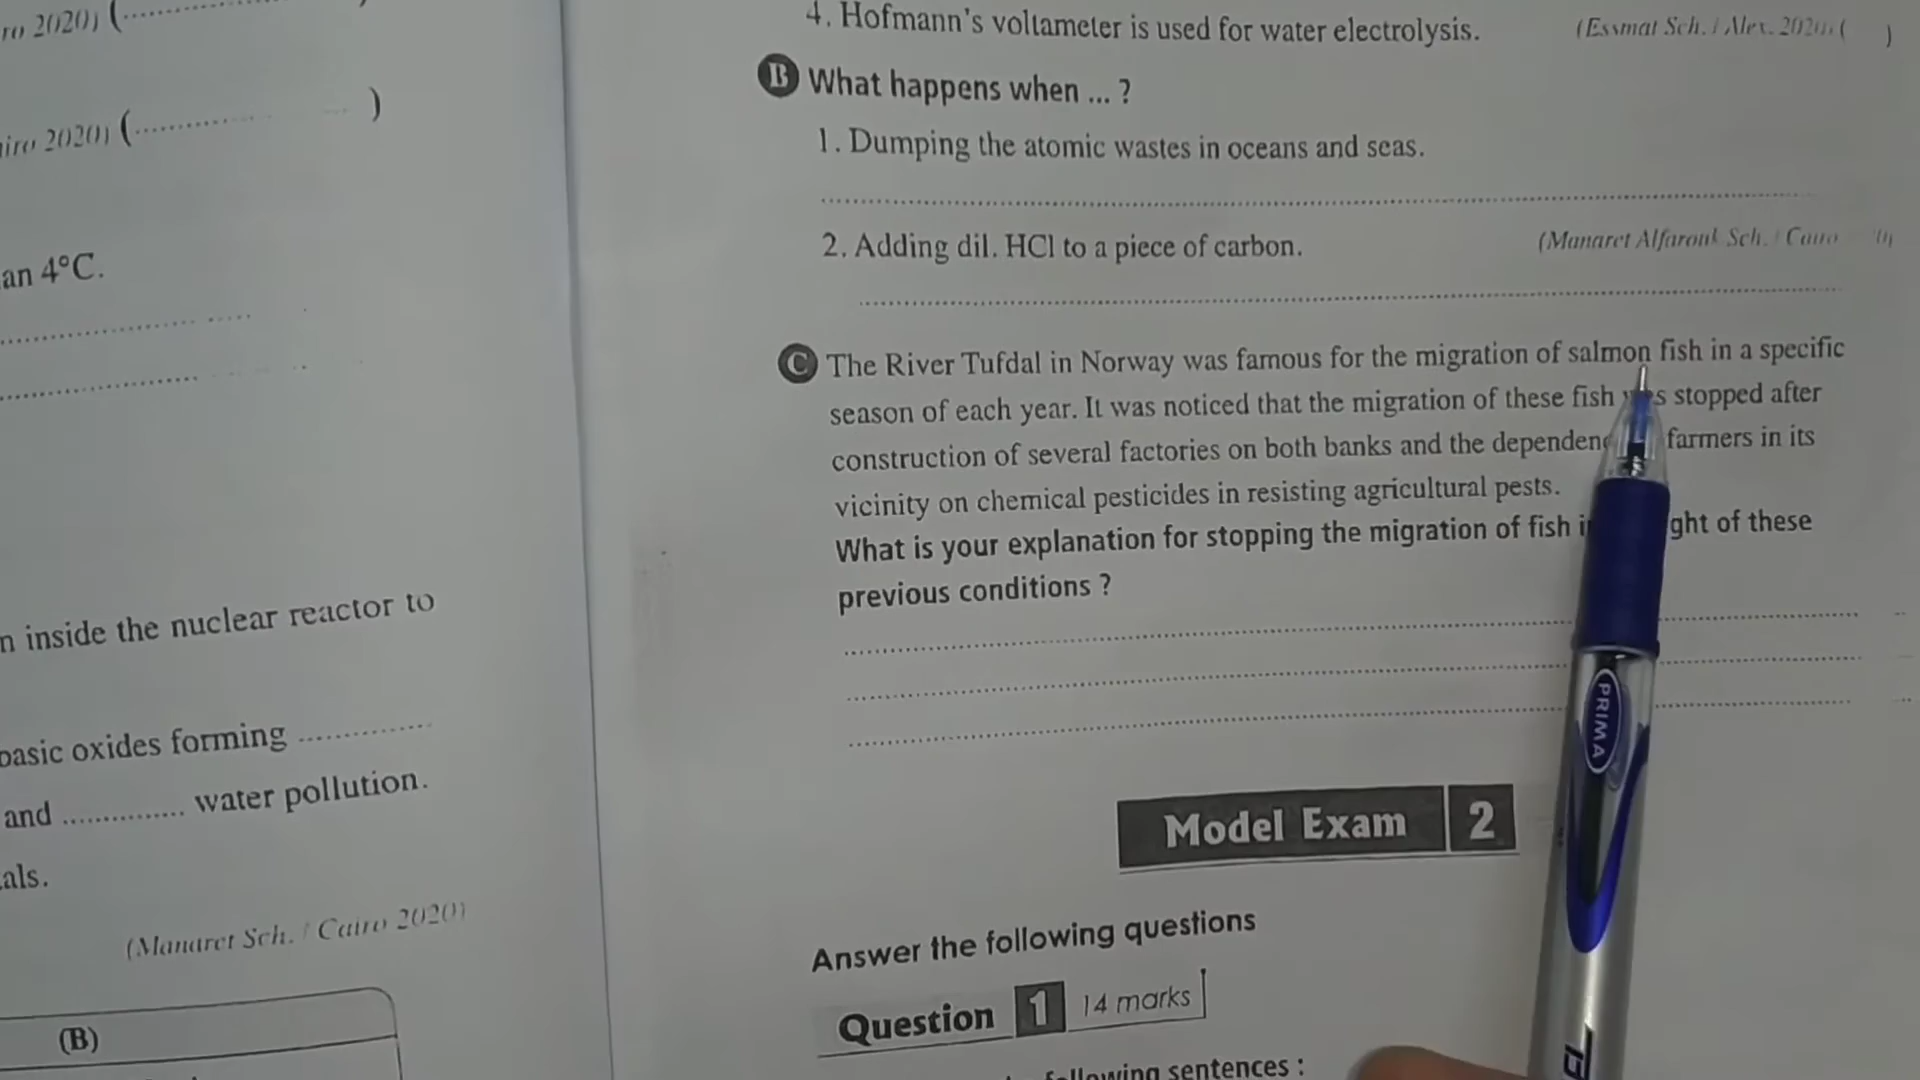 ro 2020) (....................
iro 2020) (.................... )
an 4°C.
n inside the nuclear reactor to
basic oxides forming ..............
and .............. water pollution.
als.
(Manaret Sch. / Cairo 2020)
(B)
4. Hofmann's voltameter is used for water electrolysis. (Essmat Sch. / Alex. 2020) ( )
B What happens when ... ?
1. Dumping the atomic wastes in oceans and seas.
2. Adding dil. HCl to a piece of carbon. (Manaret Alfarouk Sch. / Cairo
C The River Tufdal in Norway was famous for the migration of salmon fish in a specific
season of each year. It was noticed that the migration of these fish stopped after
construction of several factories on both banks and the farmers in its
vicinity on chemical pesticides in resisting agricultural pests.
What is your explanation for stopping the migration of fish of these
previous conditions ?
Model Exam 2
Answer the following questions
Question 1 14 marks
following sentences :
PRIMA